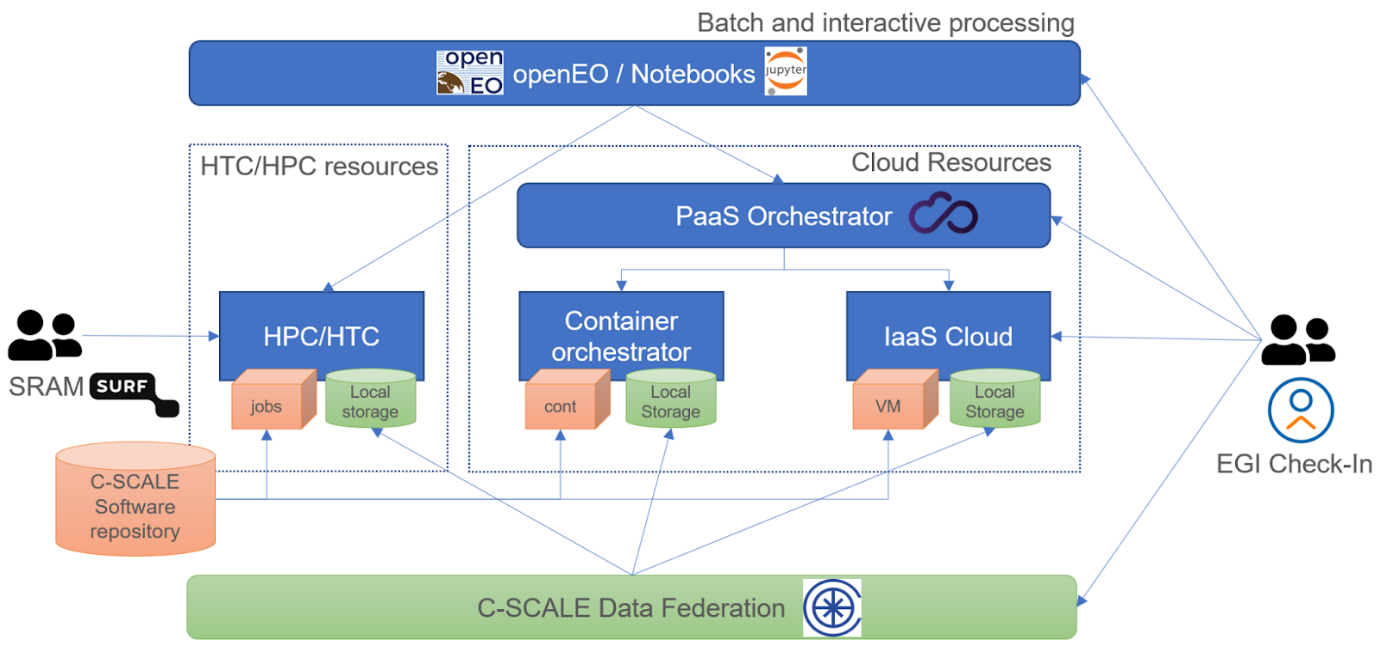 Batch and interactive processing
open
EO
openEO / Notebooks
jupyter
HTC/HPC resources
Cloud Resources
PaaS Orchestrator
HPC/HTC
Container
orchestrator
IaaS Cloud
jobs
Local
storage
cont
Local
Storage
VM
Local
Storage
SRAM
SURF
C-SCALE
Software
repository
EGI Check-In
C-SCALE Data Federation